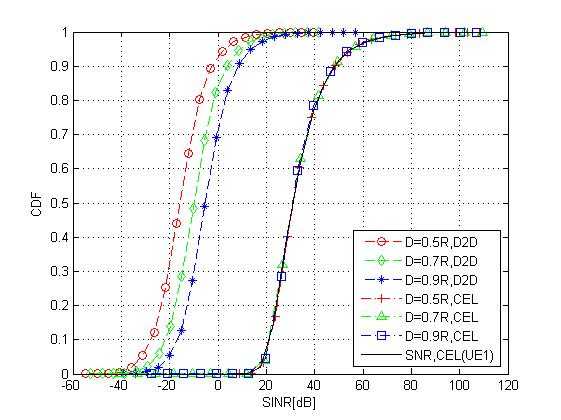 1
0.9
0.8
0.7
0.6
0.5
0.4
0.3
0.2
0.1
0
CDF
D=0.5R,D2D
D=0.7R,D2D
D=0.9R,D2D
D=0.5R,CEL
D=0.7R,CEL
D=0.9R,CEL
SNR,CEL(UE1)
-60 -40 -20 0 20 40 60 80 100 120
SINR[dB]